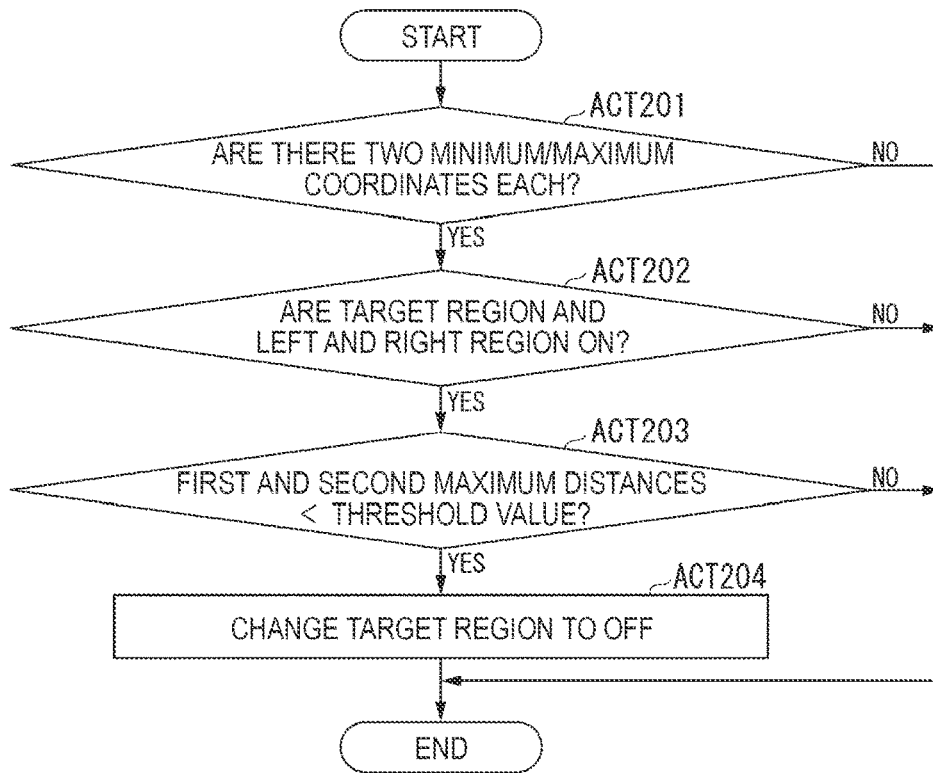 START
ACT201
ARE THERE TWO MINIMUM/MAXIMUM
COORDINATES EACH?
NO
YES
ACT202
ARE TARGET REGION AND
LEFT AND RIGHT REGION ON?
NO
YES
ACT203
FIRST AND SECOND MAXIMUM DISTANCES
< THRESHOLD VALUE?
NO
YES
ACT204
CHANGE TARGET REGION TO OFF
END